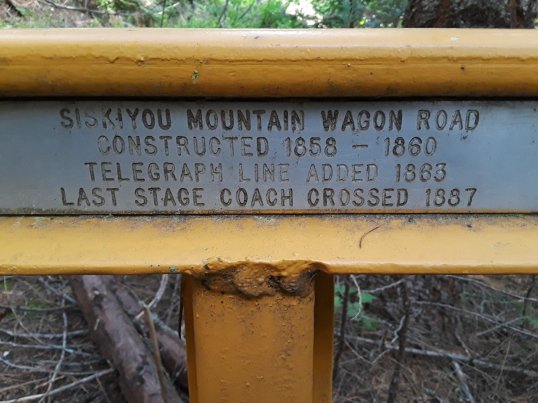 SISKIYOU MOUNTAIN WAGON ROAD
CONSTRUCTED 1858 - 1860
TELEGRAPH LINE ADDED 1863
LAST STAGE COACH CROSSED 1887